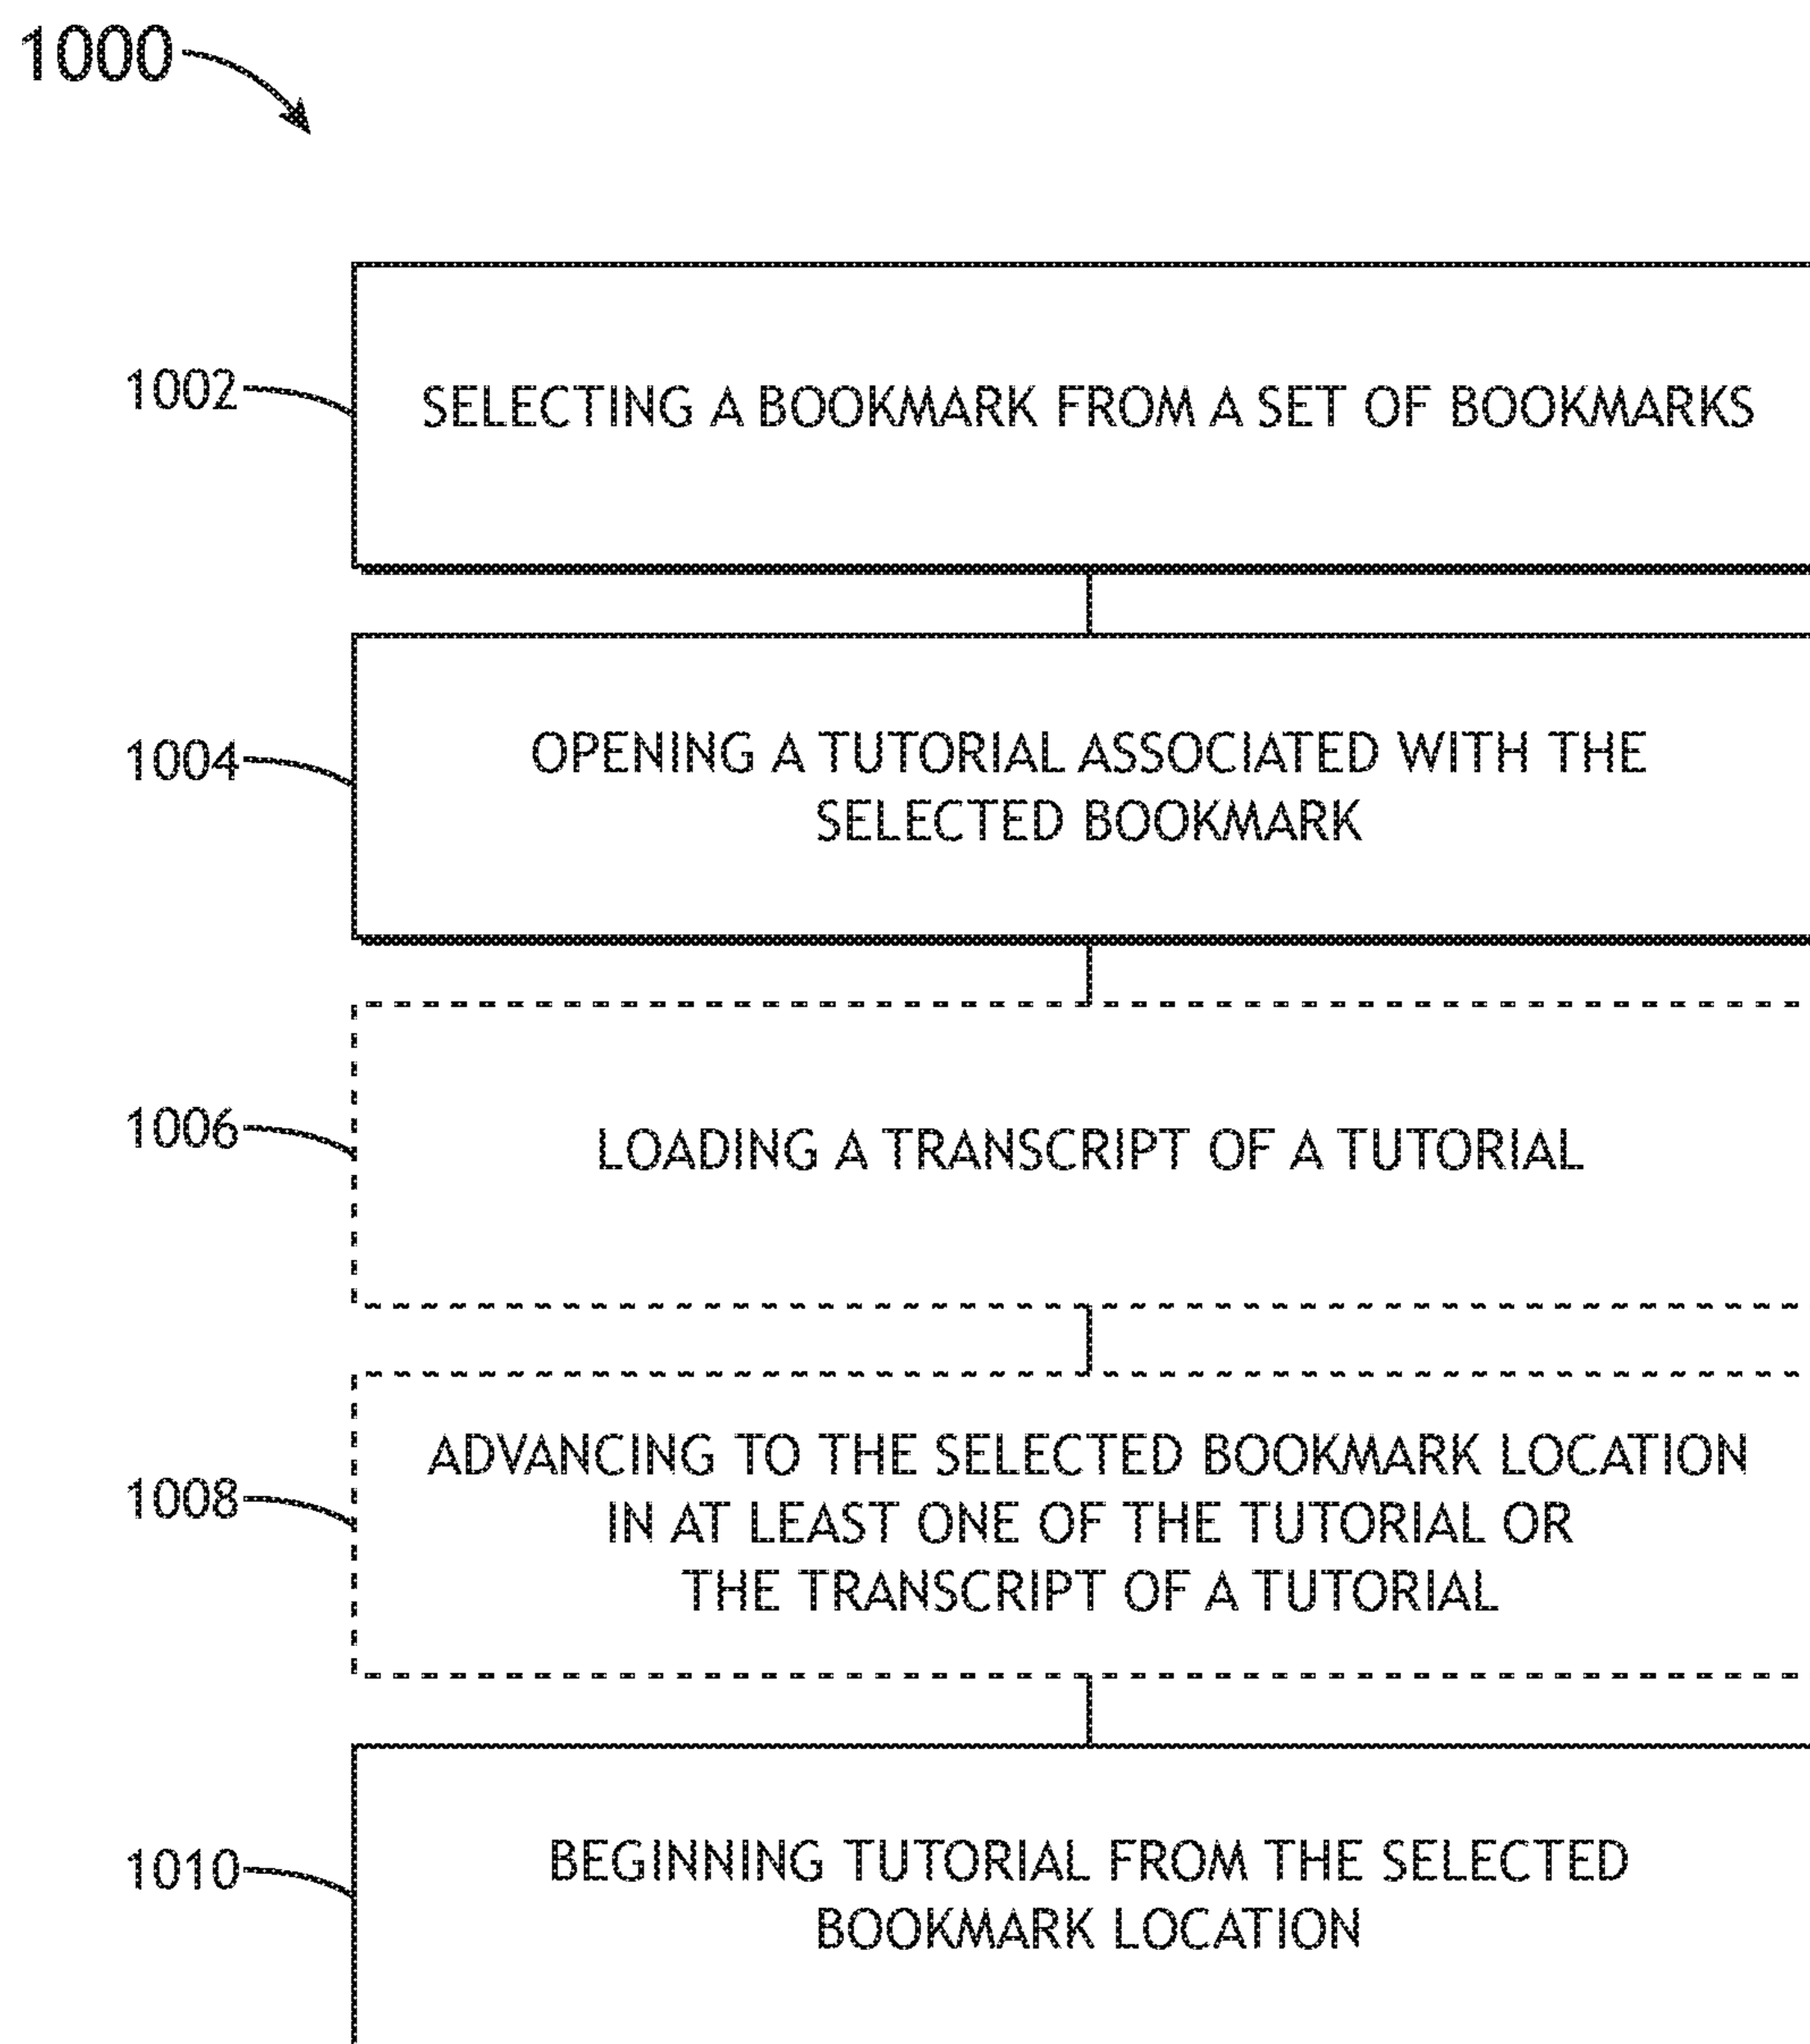 1000
1002
SELECTING A BOOKMARK FROM A SET OF BOOKMARKS
1004
OPENING A TUTORIAL ASSOCIATED WITH THE
SELECTED BOOKMARK
1006
LOADING A TRANSCRIPT OF A TUTORIAL
1008
ADVANCING TO THE SELECTED BOOKMARK LOCATION
IN AT LEAST ONE OF THE TUTORIAL OR
THE TRANSCRIPT OF A TUTORIAL
1010
BEGINNING TUTORIAL FROM THE SELECTED
BOOKMARK LOCATION